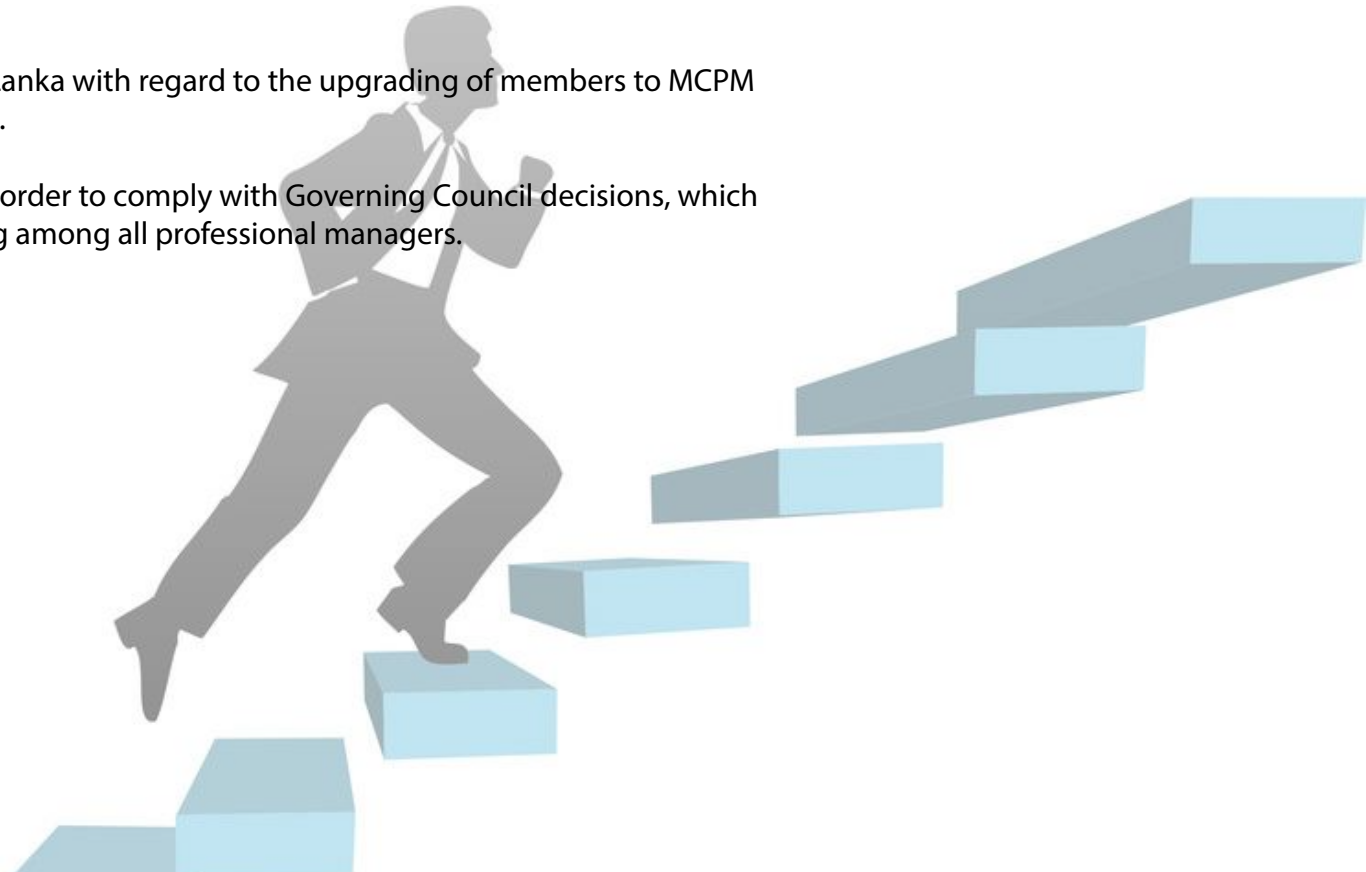 anka with regard to the upgrading of members to MCPM
.
order to comply with Governing Council decisions, which
g among all professional managers.